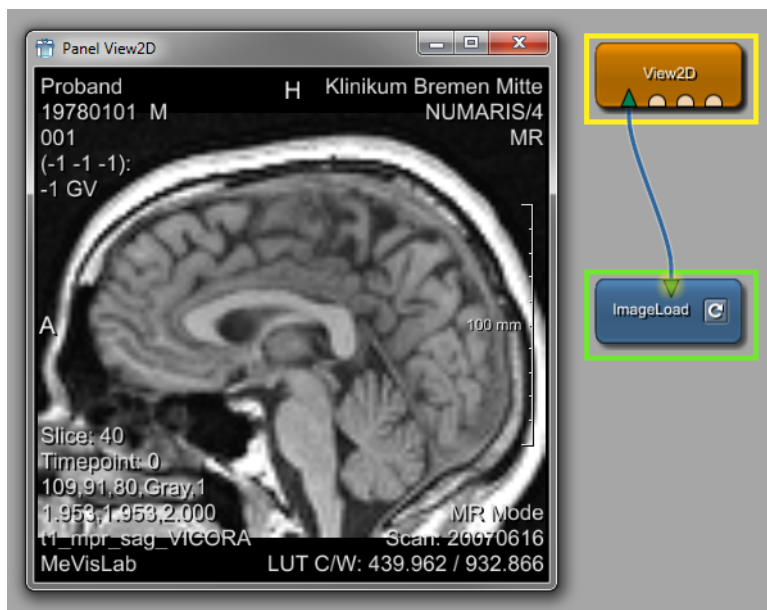 Panel View2D
Proband
19780101 M
001
(-1 -1 -1):
-1 GV
H
Klinikum Bremen Mitte
NUMARIS/4
MR
A
100 mm
Slice: 40
Timepoint: 0
109,91,80,Gray,1
1.953,1.953,2.000
t1_mpr_sag_VIGORA
MeVisLab
MR Mode
Scan: 20070616
LUT C/W: 439.962 / 932.866
View2D
ImageLoad